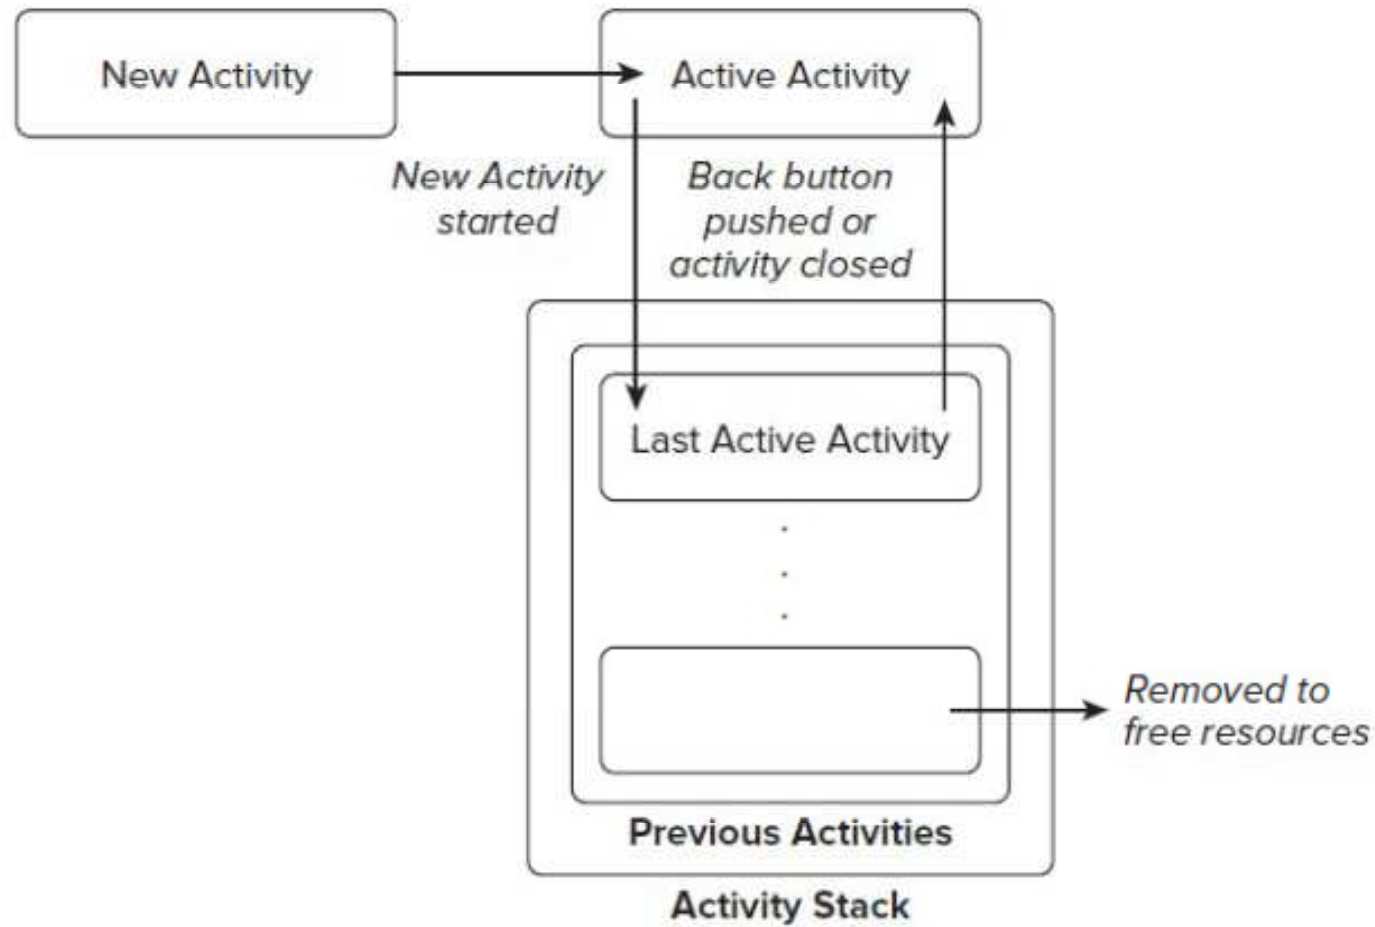 New Activity
Active Activity
New Activity
started
Back button
pushed or
activity closed
Last Active Activity
Removed to
free resources
Previous Activities
Activity Stack